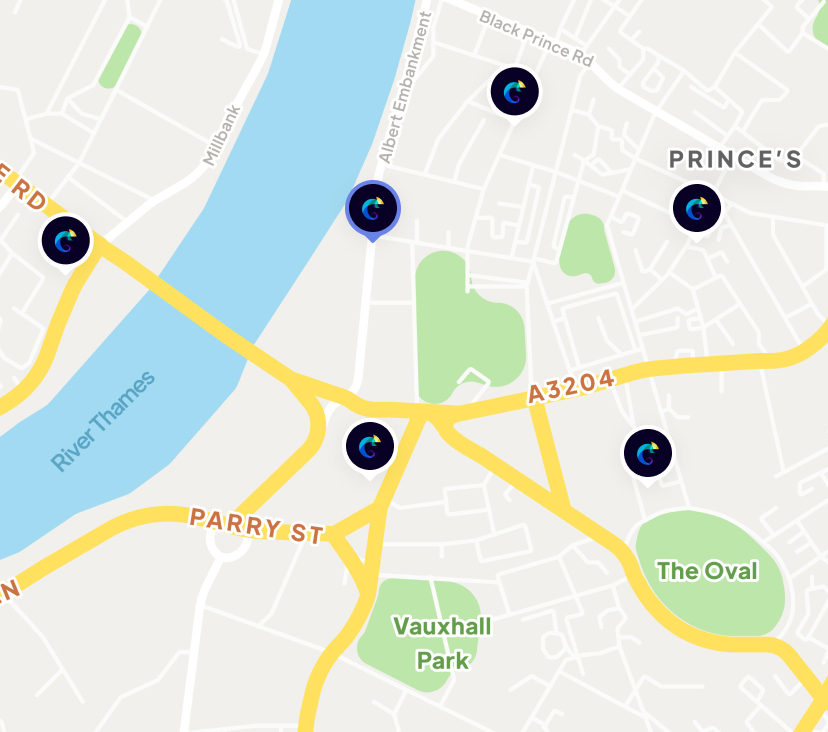 Black Prince Rd
Albert Embankment
Millbank
PRINCE'S
E RD
A3204
River Thames
PARRY ST
The Oval
N
Vauxhall
Park